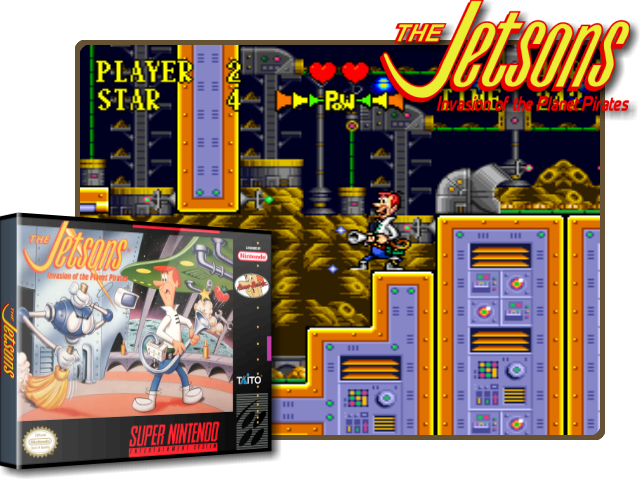 THE
Jetsons
Invasion of the Planet Pirates
PLAYER 2
STAR 4
POW
THE
Jetsons
Invasion of the Planet Pirates
Nintendo
TAITO
SUPER NINTENDO
ENTERTAINMENT SYSTEM
Nintendo
THE Jetsons